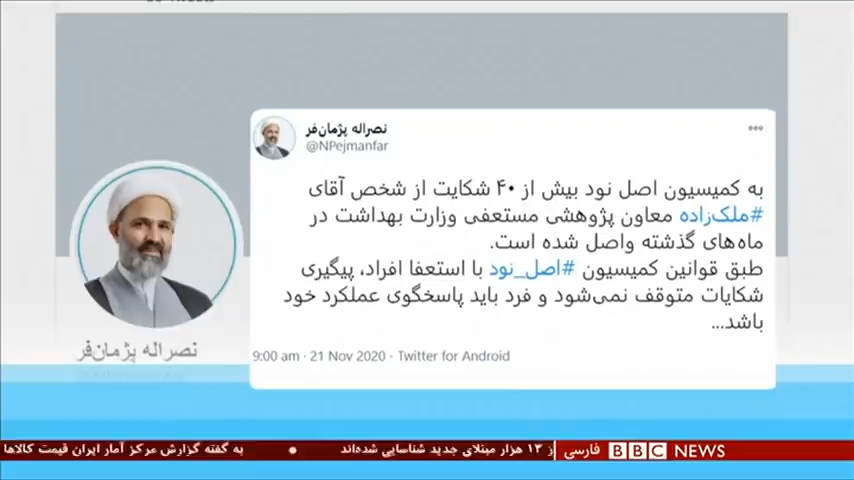 نصراله پژمان‌فر
@NPejmanfar
به کمیسیون اصل نود بیش از ۴۰ شکایت از شخص آقای
#ملک‌زاده معاون پژوهشی مستعفی وزارت بهداشت در
ماه‌های گذشته واصل شده است.
طبق قوانین کمیسیون #اصل_نود با استعفا افراد، پیگیری
شکایات متوقف نمی‌شود و فرد باید پاسخگوی عملکرد خود
باشد...
9:00 am · 21 Nov 2020 · Twitter for Android
نصراله پژمان‌فر
BBC NEWS فارسی
ز ۱۳ هزار مبتلای جدید شناسایی شده‌اند
به گفته گزارش مرکز آمار ایران قیمت کالاها